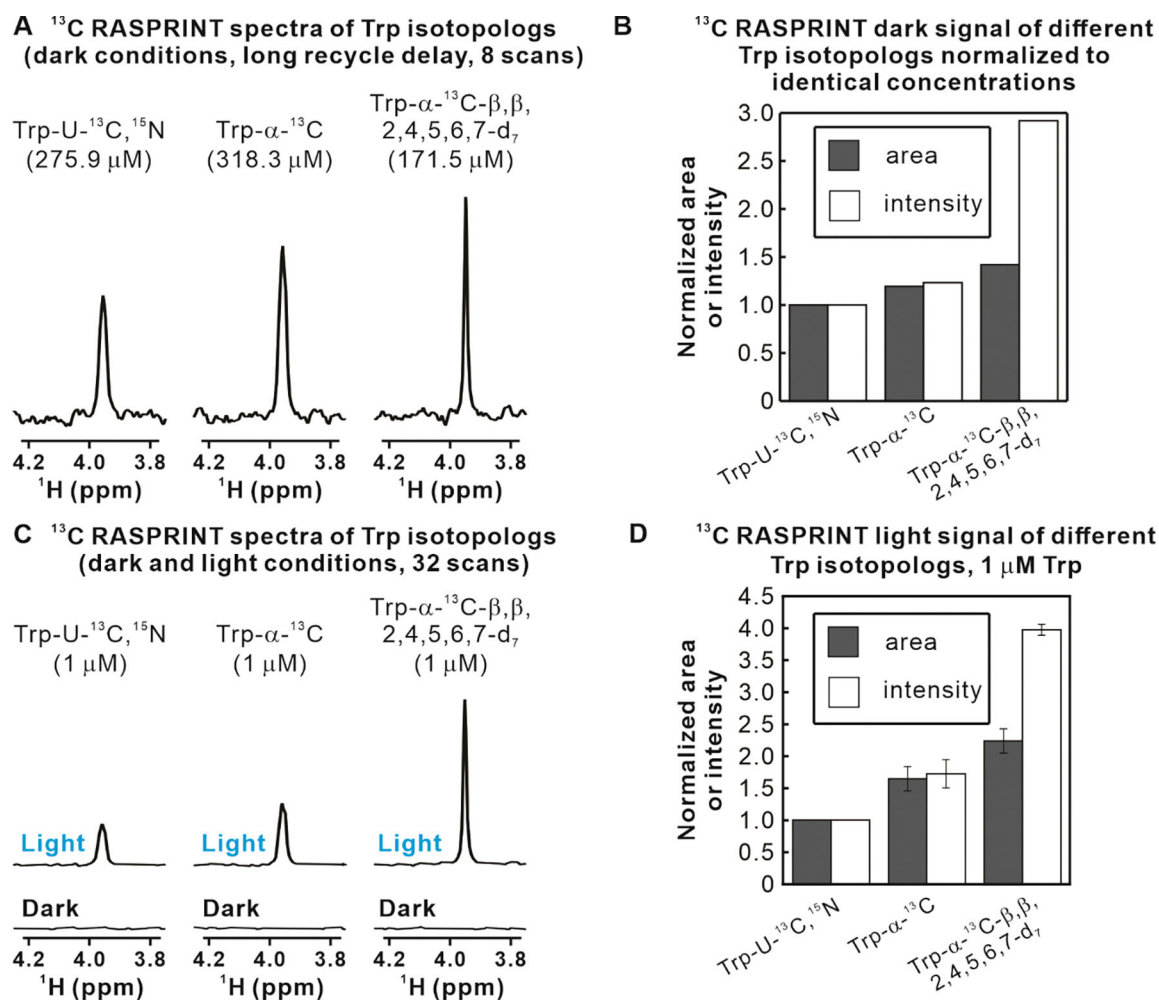 A ¹³C RASPRINT spectra of Trp isotopologs
(dark conditions, long recycle delay, 8 scans)
Trp-U-¹³C,¹⁵N
(275.9 μM)
Trp-α-¹³C
(318.3 μM)
Trp-α-¹³C-β,β,
2,4,5,6,7-d₇
(171.5 μM)
4.2 4.0 3.8
¹H (ppm)
4.2 4.0 3.8
¹H (ppm)
4.2 4.0 3.8
¹H (ppm)
B ¹³C RASPRINT dark signal of different
Trp isotopologs normalized to
identical concentrations
Normalized area
or intensity
3.0
2.5
2.0
1.5
1.0
0.5
0
area
intensity
Trp-U-¹³C,¹⁵N
Trp-α-¹³C
Trp-α-¹³C-β,β,
2,4,5,6,7-d₇
C ¹³C RASPRINT spectra of Trp isotopologs
(dark and light conditions, 32 scans)
Trp-U-¹³C,¹⁵N
(1 μM)
Trp-α-¹³C
(1 μM)
Trp-α-¹³C-β,β,
2,4,5,6,7-d₇
(1 μM)
Light
Light
Light
Dark
Dark
Dark
4.2 4.0 3.8
¹H (ppm)
4.2 4.0 3.8
¹H (ppm)
4.2 4.0 3.8
¹H (ppm)
D ¹³C RASPRINT light signal of different
Trp isotopologs, 1 μM Trp
Normalized area
or intensity
4.5
4.0
3.5
3.0
2.5
2.0
1.5
1.0
0.5
0
area
intensity
Trp-U-¹³C,¹⁵N
Trp-α-¹³C
Trp-α-¹³C-β,β,
2,4,5,6,7-d₇